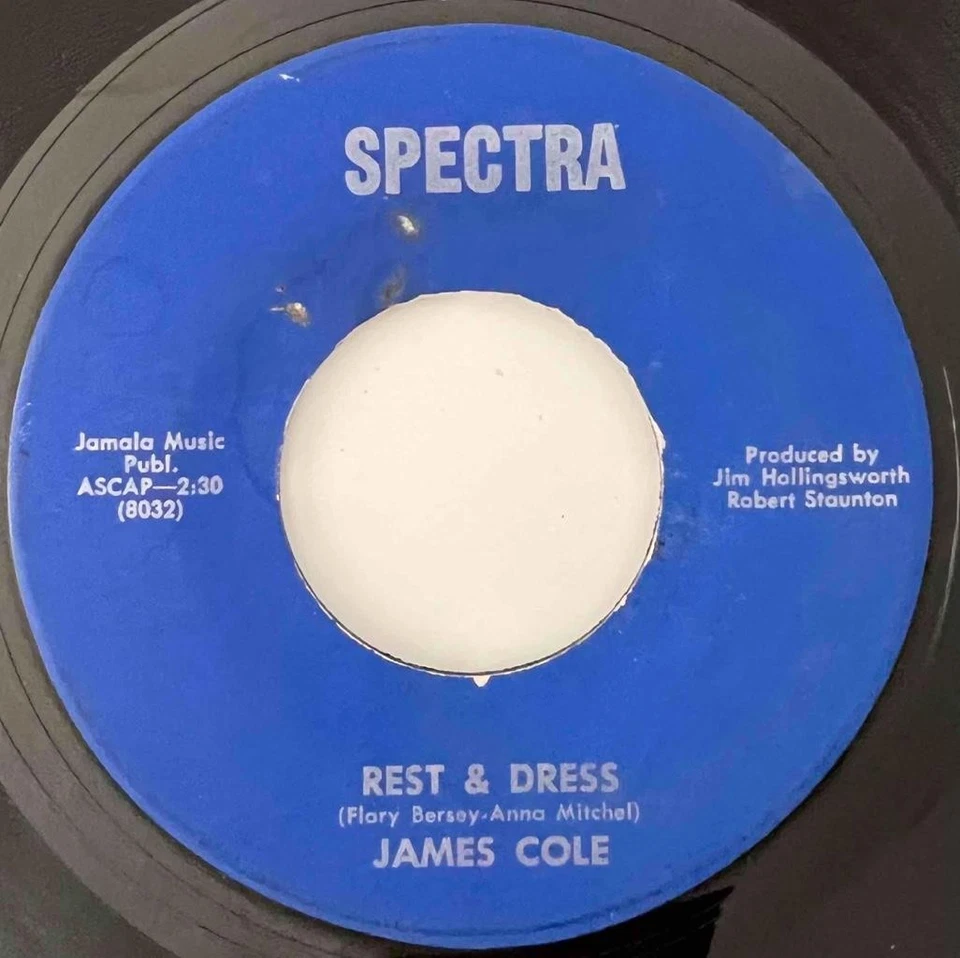 SPECTRA
Jamala Music
Publ.
ASCAP—2:30
(8032)
Produced by
Jim Hollingsworth
Robert Staunton
REST & DRESS
(Flary Bersey-Anna Mitchel)
JAMES COLE